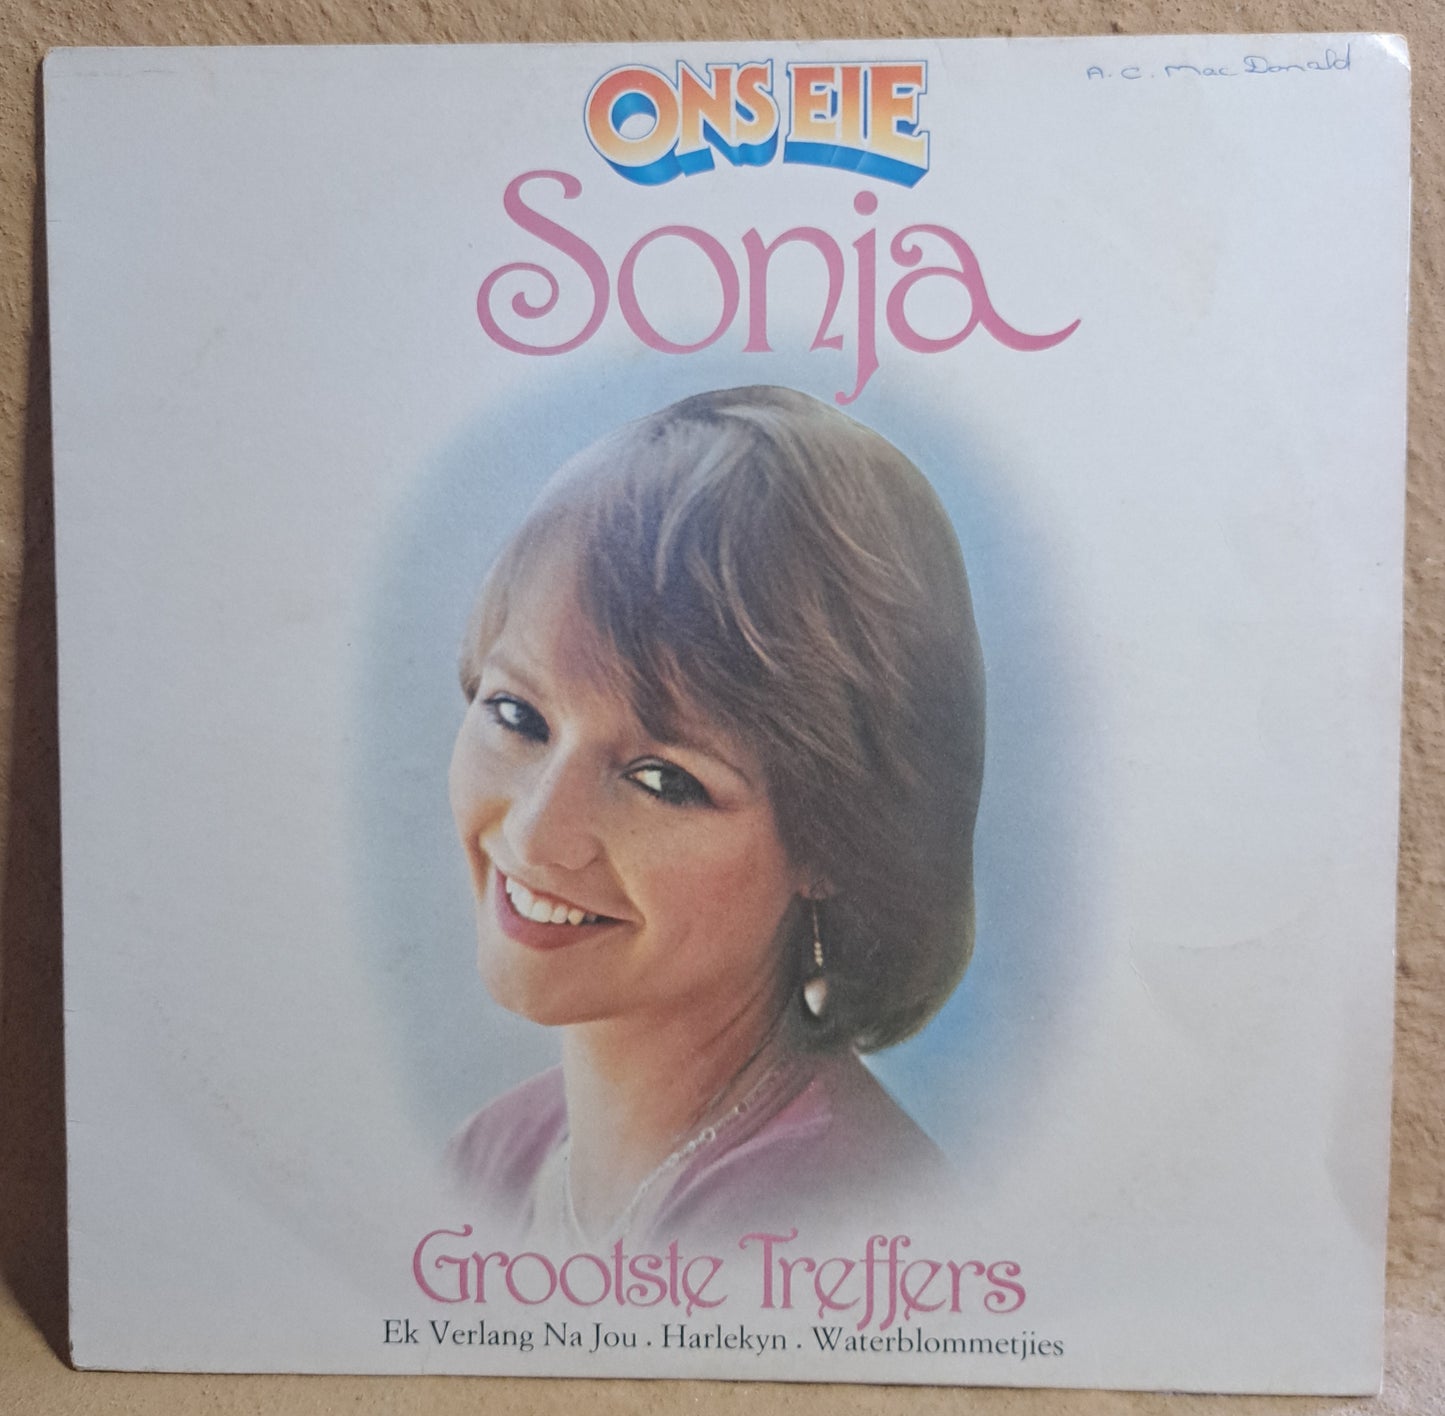 A. C. Mac Donald
ONS EIE
Sonja
Grootste Treffers
Ek Verlang Na Jou . Harlekyn . Waterblommetjies